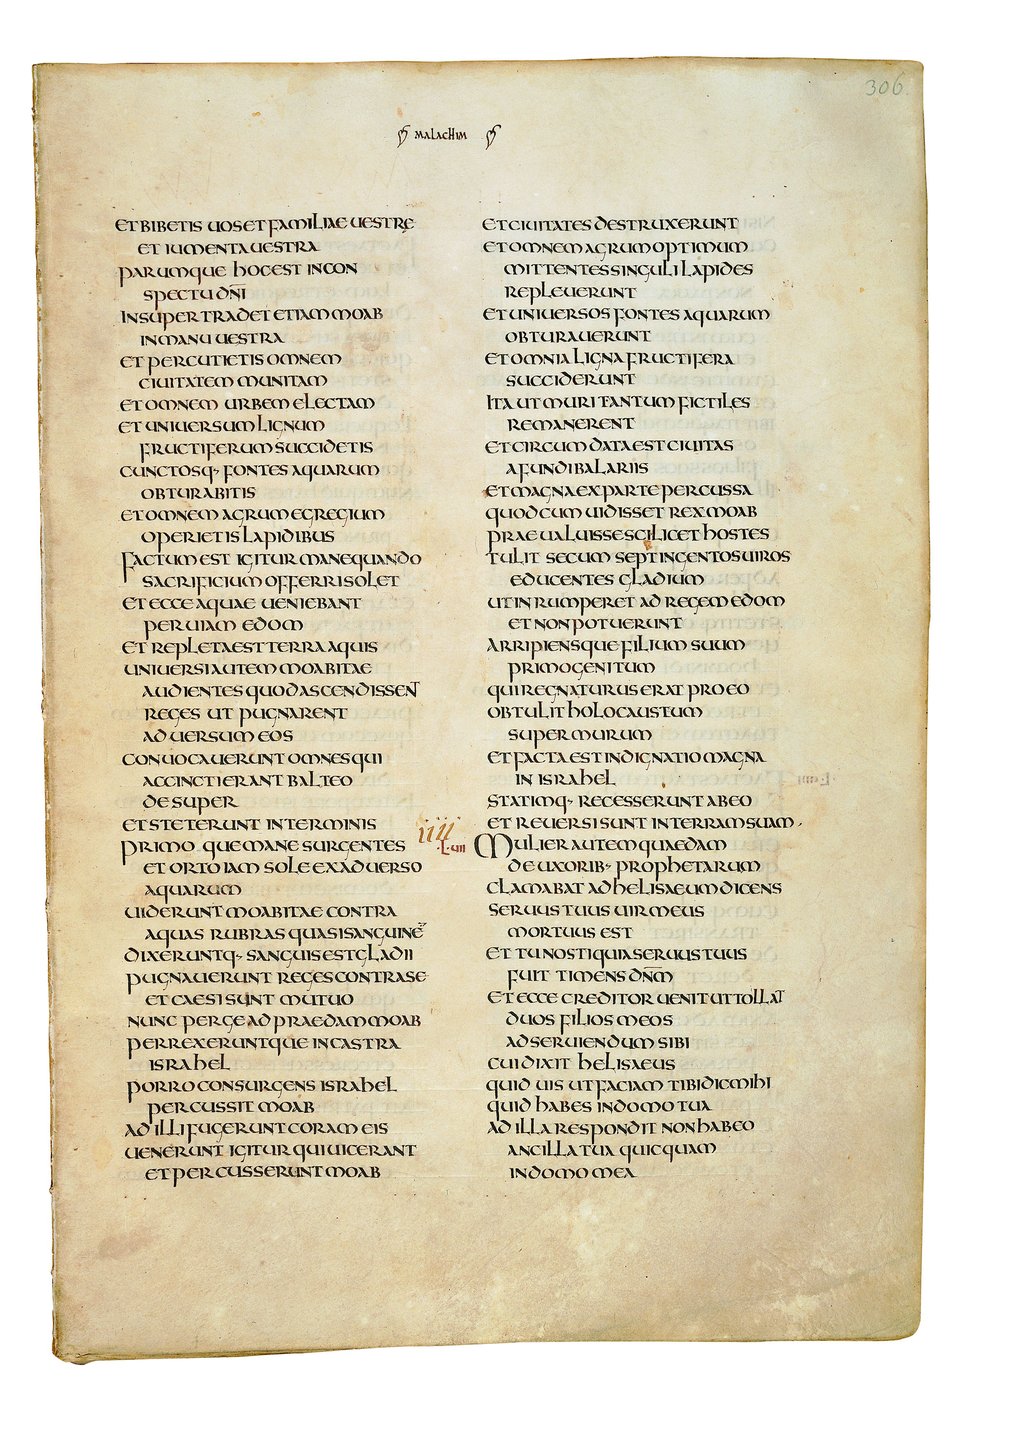 306.
MALACHIM
ET BIBETIS UOS ET FAMILIAE UESTRE
ET IUMENTA UESTRA
PARUMQUE HOC EST IN CON
SPECTU DN̄I
INSUPER TRADET ETIAM MOAB
IN MANU UESTRA
ET PERCUTIETIS OMNEM
CIUITATEM MUNITAM
ET OMNEM URBEM ELECTAM
ET UNIUERSUM LIGNUM
FRUCTIFERUM SUCCIDETIS
CUNCTOSQ· FONTES AQUARUM
OBTURABITIS
ET OMNEM AGRUM EGREGIUM
OPERIETIS LAPIDIBUS
FACTUM EST IGITUR MANE QUANDO
SACRIFICIUM OFFERRI SOLET
ET ECCE AQUAE UENIEBANT
PER UIAM EDOM
ET REPLETA EST TERRA AQUIS
UNIUERSI AUTEM MOABITAE
AUDIENTES QUOD ASCENDISSENT
REGES UT PUGNARENT
ADUERSUM EOS
CONUOCAUERUNT OMNES QUI
ACCINCTI ERANT BALTEO
DESUPER
ET STETERUNT IN TERMINIS
PRIMOQUE MANE SURGENTES
ET ORTO IAM SOLE EX ADUERSO
AQUARUM
UIDERUNT MOABITAE CONTRA
AQUAS RUBRAS QUASI SANGUINE̅
DIXERUNTQ· SANGUIS EST GLADII
PUGNAUERUNT REGES CONTRA SE
ET CAESI SUNT MUTUO
NUNC PERGE AD PRAEDAM MOAB
PERREXERUNTQUE IN CASTRA
ISRAHEL
PORRO CONSURGENS ISRAHEL
PERCUSSIT MOAB
AD ILLI FUGERUNT CORAM EIS
UENERUNT IGITUR QUI UICERANT
ET PERCUSSERUNT MOAB
ET CIUITATES DESTRUXERUNT
ET OMNEM AGRUM OPTIMUM
MITTENTES SINGULI LAPIDES
REPLEUERUNT
ET UNIUERSOS FONTES AQUARUM
OBTURAUERUNT
ET OMNIA LIGNA FRUCTIFERA
SUCCIDERUNT
ITA UT MURI TANTUM FICTILES
REMANERENT
ET CIRCUMDATA EST CIUITAS
A FUNDIBALARIIS
ET MAGNA EX PARTE PERCUSSA
QUOD CUM UIDISSET REX MOAB
PRAEUALUISSE SCILICET HOSTES
TULIT SECUM SEPTINGENTOS UIROS
EDUCENTES GLADIUM
UT INRUMPERET AD REGEM EDOM
ET NON POTUERUNT
ARRIPIENSQUE FILIUM SUUM
PRIMOGENITUM
QUI REGNATURUS ERAT PRO EO
OBTULIT HOLOCAUSTUM
SUPER MURUM
ET FACTA EST INDIGNATIO MAGNA
IN ISRAHEL
STATIMQ· RECESSERUNT AB EO
ET REUERSI SUNT IN TERRAM SUAM
IIII
L·UII
MULIER AUTEM QUAEDAM
DE UXORIB· PROPHETARUM
CLAMABAT AD HELISAEUM DICENS
SERUUS TUUS UIR MEUS
MORTUUS EST
ET TU NOSTI QUIA SERUUS TUUS
FUIT TIMENS DN̄M
ET ECCE CREDITOR UENIT UT TOLLAT
DUOS FILIOS MEOS
AD SERUIENDUM SIBI
CUI DIXIT HELISAEUS
QUID UIS UT FACIAM TIBI DIC MIHI
QUID HABES IN DOMO TUA
AD ILLA RESPONDIT NON HABEO
ANCILLA TUA QUICQUAM
IN DOMO MEA